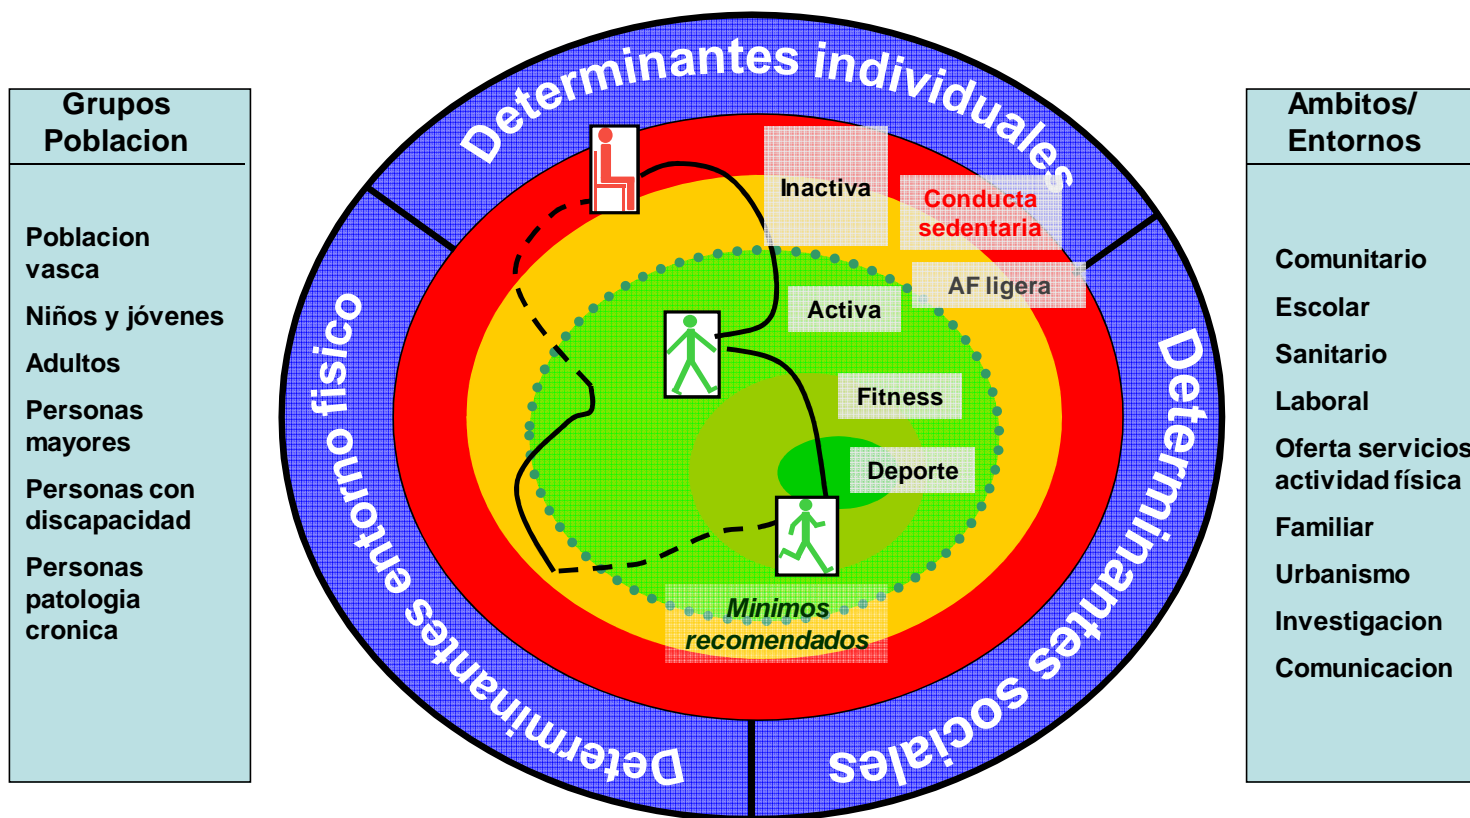 Grupos
Poblacion
Poblacion
vasca
Niños y jóvenes
Adultos
Personas
mayores
Personas con
discapacidad
Personas
patologia
cronica
Determinantes individuales
Determinantes entorno fisico
Determinantes sociales
Inactiva
Conducta
sedentaria
AF ligera
Activa
Fitness
Deporte
Minimos
recomendados
Ambitos/
Entornos
Comunitario
Escolar
Sanitario
Laboral
Oferta servicios
actividad física
Familiar
Urbanismo
Investigacion
Comunicacion